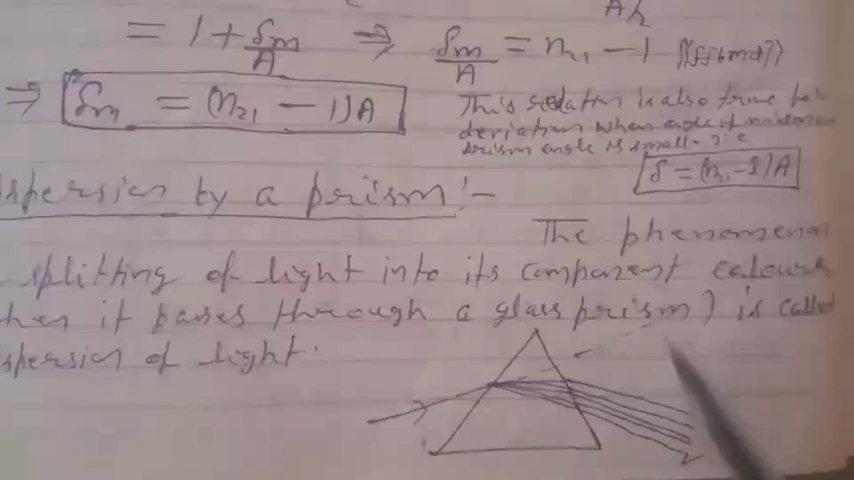 = 1 + δm/A ⇒ δm/A = n21 - 1
⇒ δm = (n21 - 1)A
This relation is also true for
deviation when angle of
prism angle is small. i.e
δ = (n21 - 1)A
spersion by a prism :-
The phenomenon
splitting of light into its component colour
hen it passes through a glass prism) is called
spersion of light.